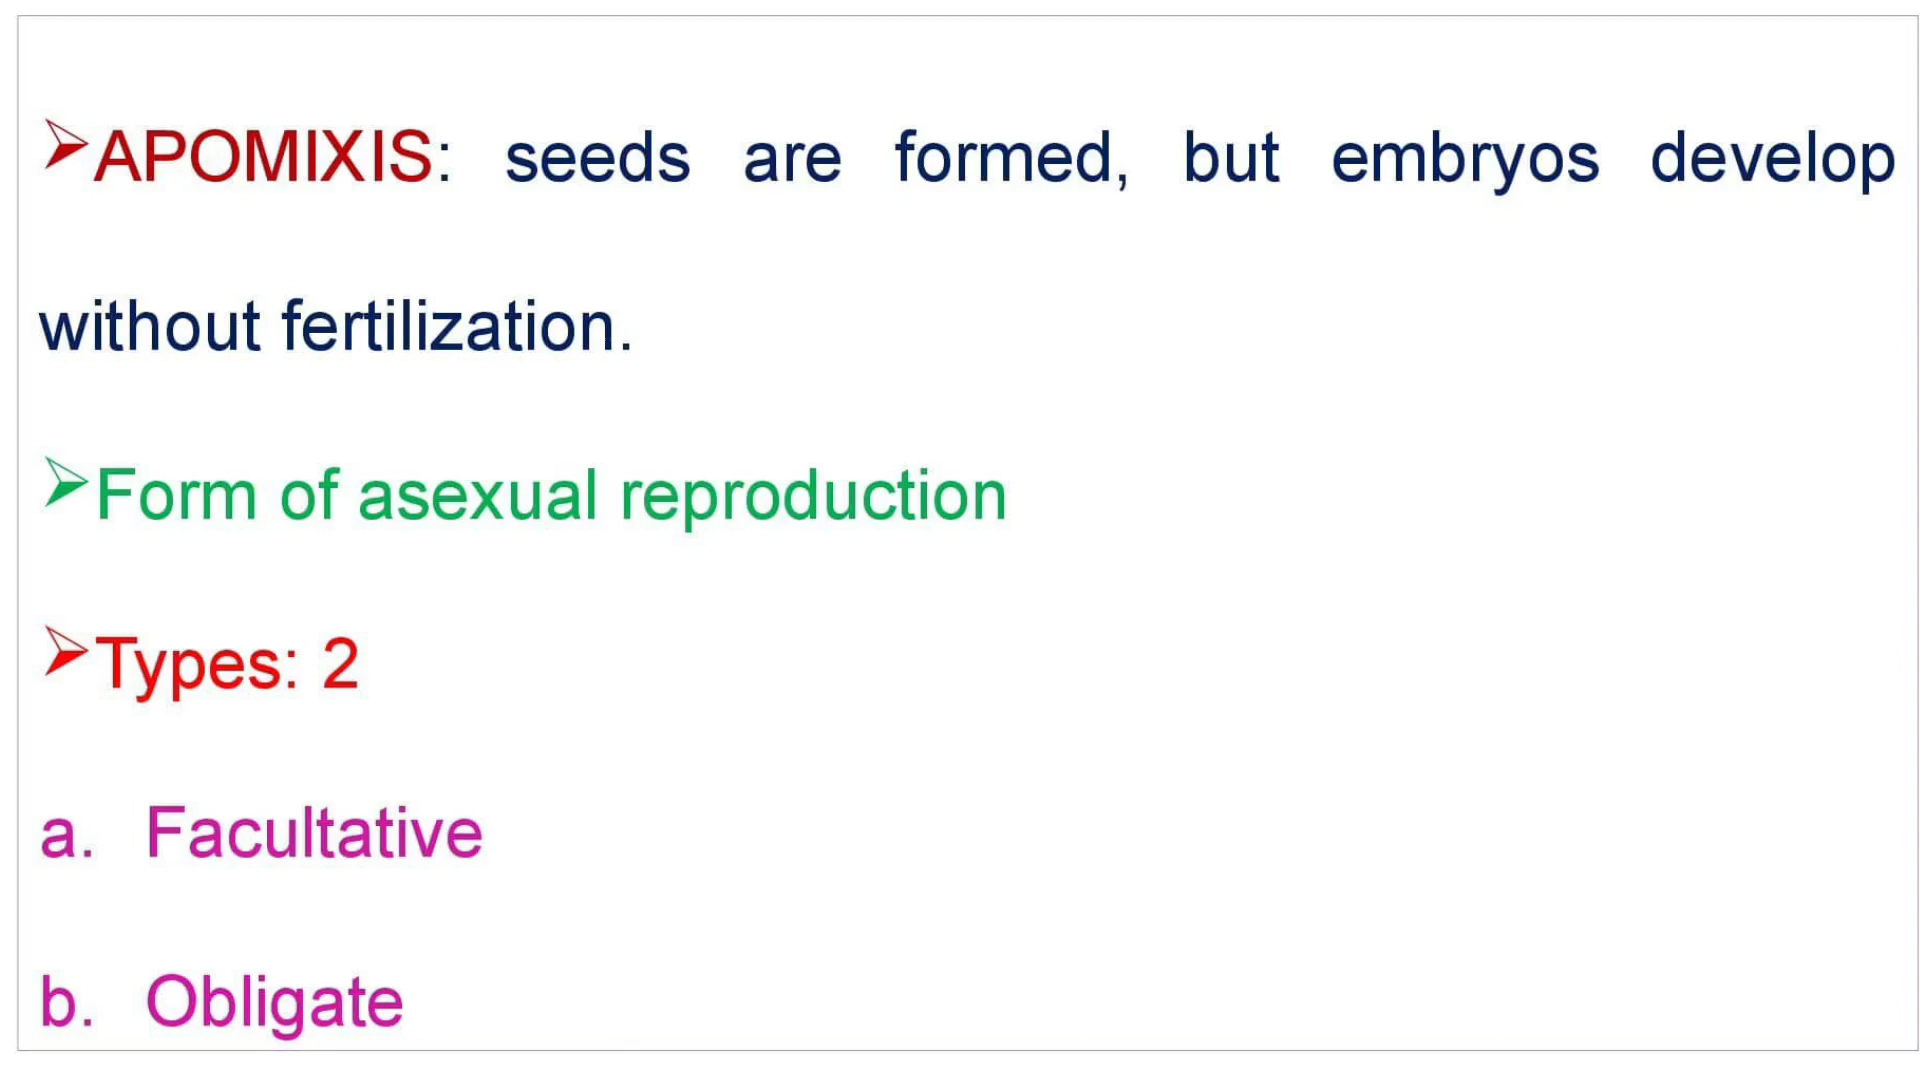 ➢APOMIXIS: seeds are formed, but embryos develop
without fertilization.
➢Form of asexual reproduction
➢Types: 2
a. Facultative
b. Obligate